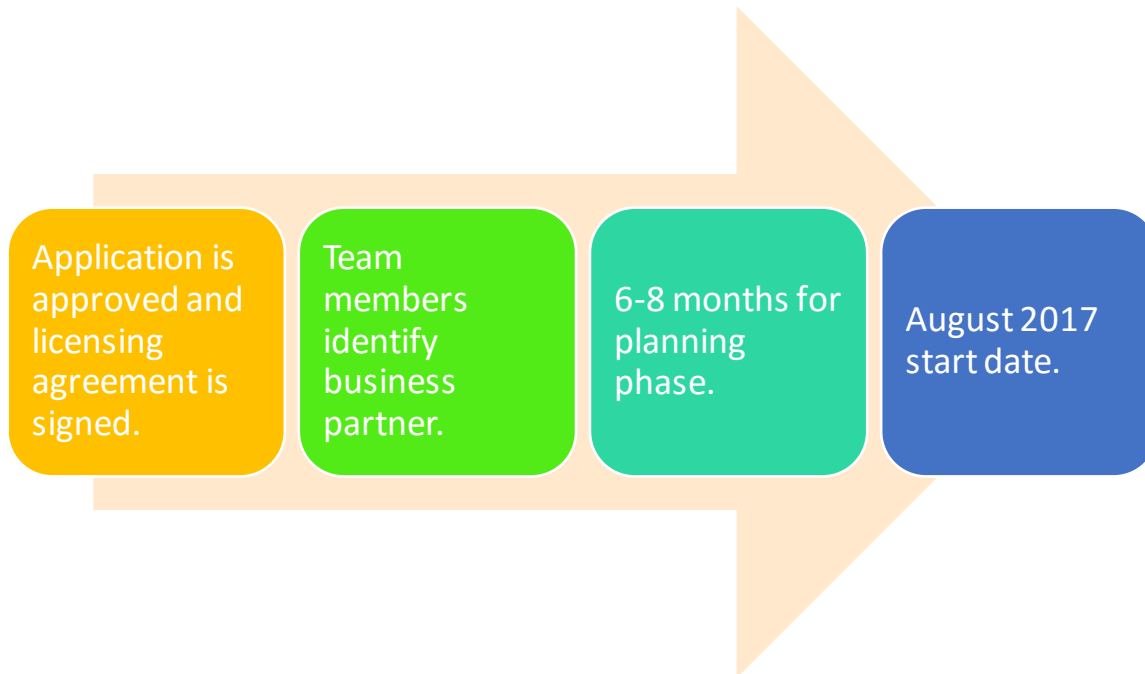 Application is
approved and
licensing
agreement is
signed.
Team
members
identify
business
partner.
6-8 months for
planning
phase.
August 2017
start date.